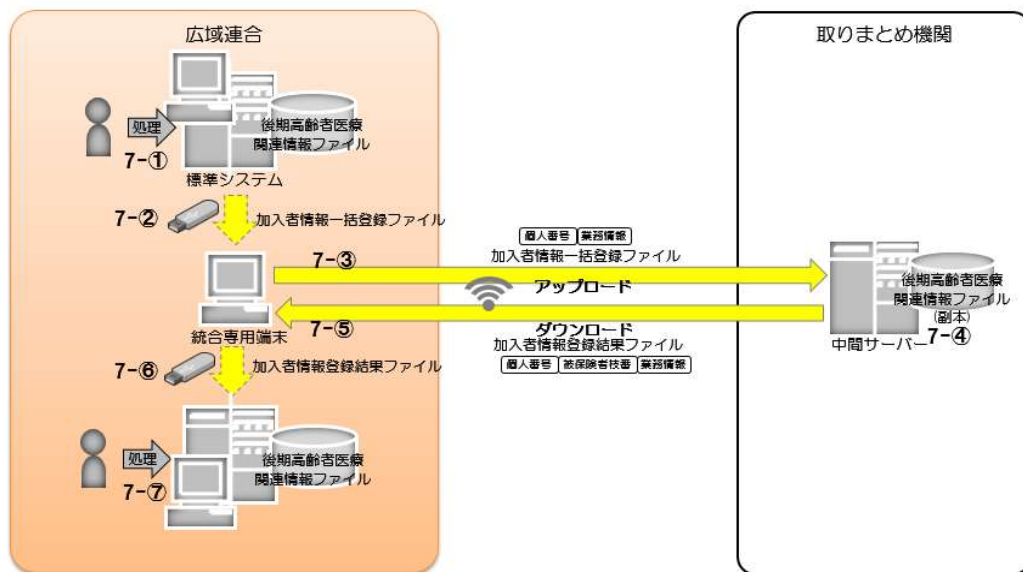 広域連合
処理
7-①
後期高齢者医療
関連情報ファイル
標準システム
7-②
加入者情報一括登録ファイル
7-③
個人番号 業務情報
加入者情報一括登録ファイル
アップロード
取りまとめ機関
後期高齢者医療
関連情報ファイル
(副本)
7-④
中間サーバー
統合専用端末
7-⑤
ダウンロード
加入者情報登録結果ファイル
個人番号 被保険者枝番 業務情報
7-⑥
加入者情報登録結果ファイル
処理
7-⑦
後期高齢者医療
関連情報ファイル